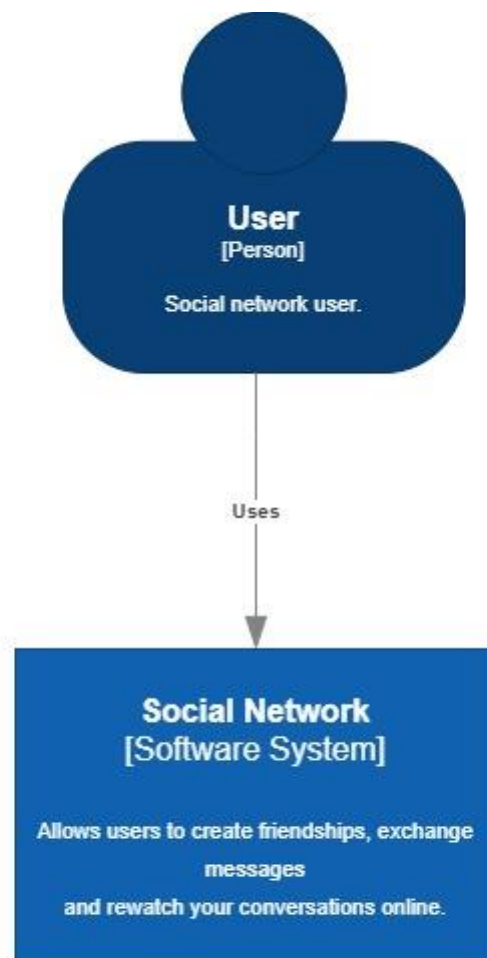 User
[Person]
Social network user.
Uses
Social Network
[Software System]
Allows users to create friendships, exchange
messages
and rewatch your conversations online.